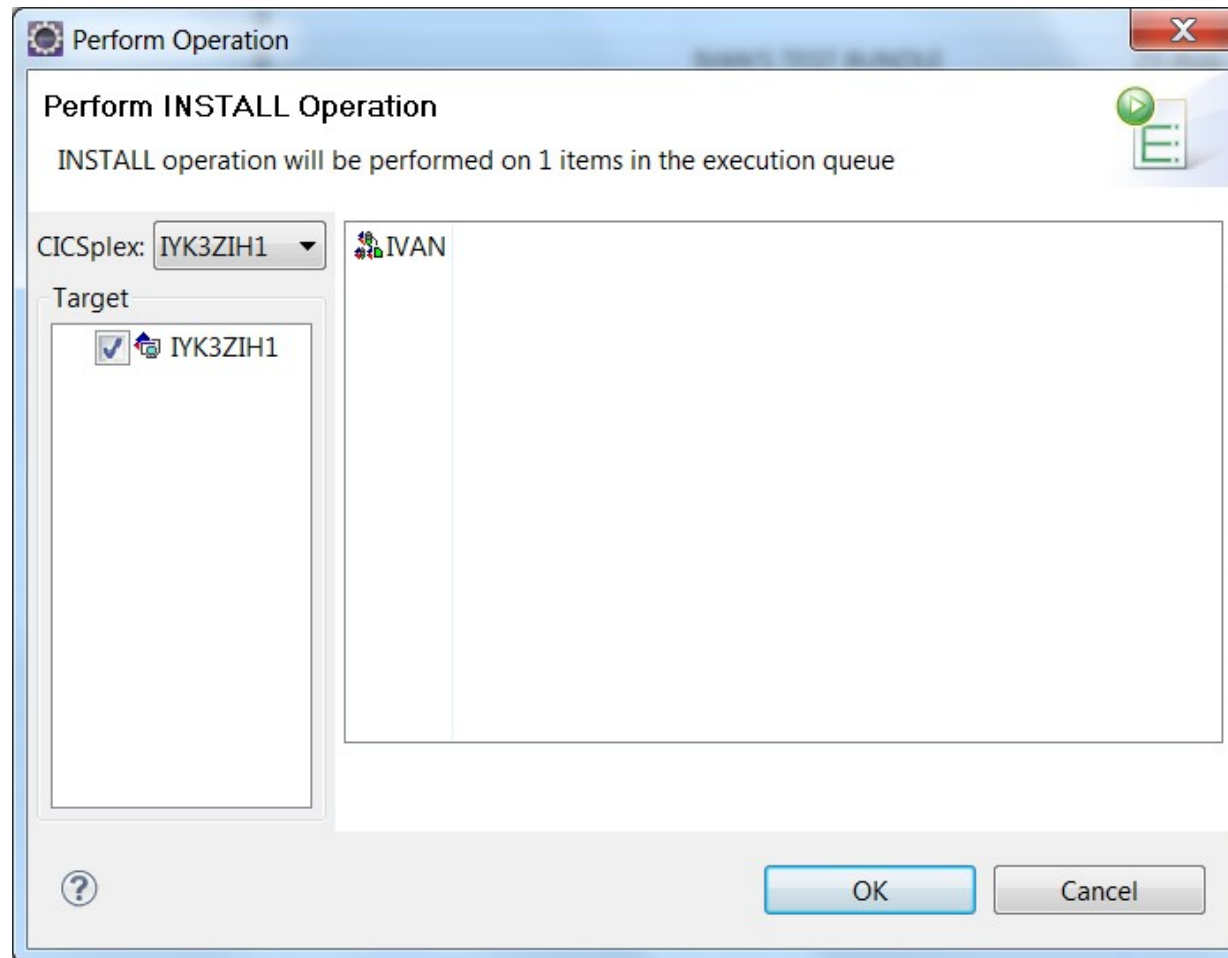 Perform Operation
X
Perform INSTALL Operation
INSTALL operation will be performed on 1 items in the execution queue
CICSplex: IYK3ZIH1
IVAN
Target
IYK3ZIH1
?
OK
Cancel